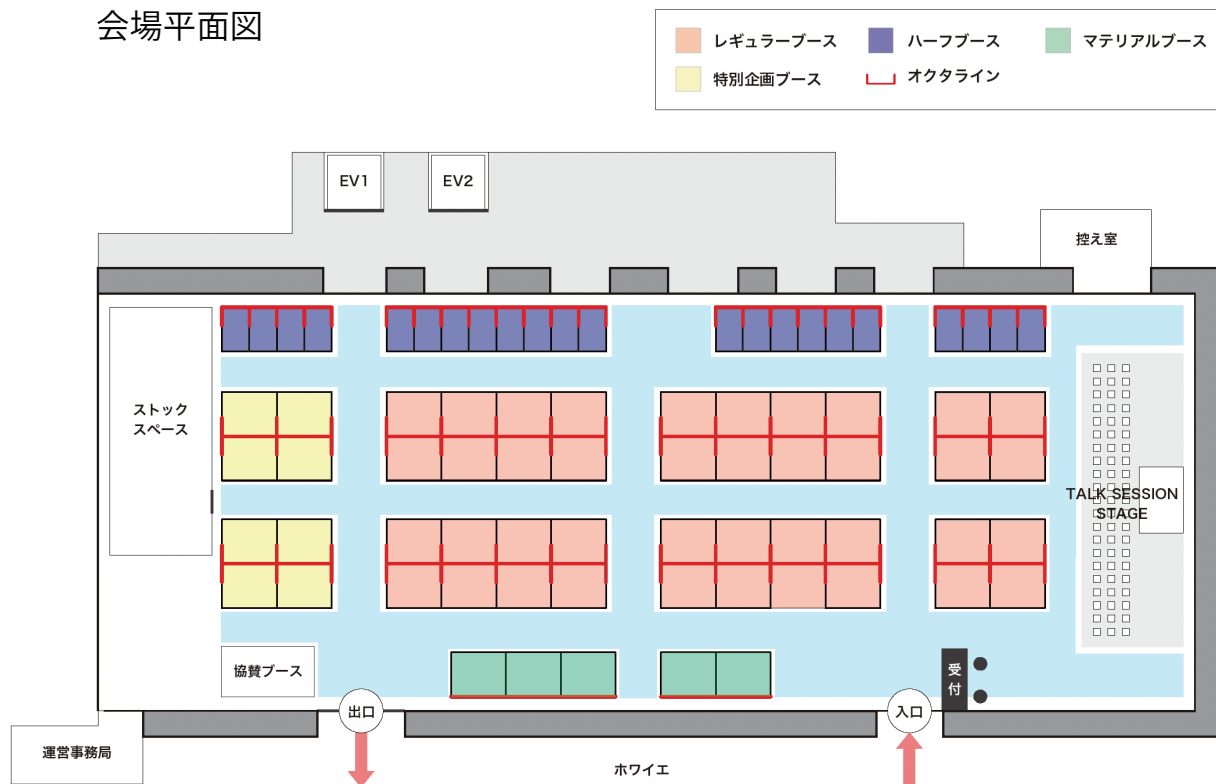 会場平面図
レギュラーブース
ハーフブース
マテリアルブース
特別企画ブース
オクタライン
EV1
EV2
控え室
ストック
スペース
TALK SESSION
STAGE
協賛ブース
受
付
出口
入口
運営事務局
ホワイエ